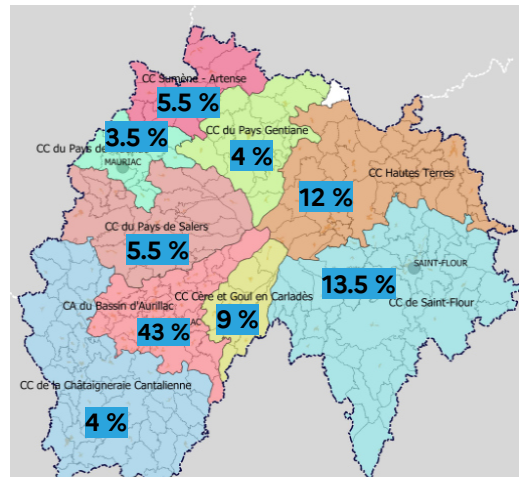 CC Sumène - Artense
5.5 %
3.5 %
CC du Pays Gentiane
CC du Pays de
MAURIAC
4 %
CC Hautes Terres
12 %
CC du Pays de Salers
5.5 %
SAINT-FLOUR
13.5 %
CA du Bassin d'Aurillac
CC Cère et Goul en Carladès
CC de Saint-Flour
43 %
AC
9 %
CC de la Châtaigneraie Cantalienne
4 %